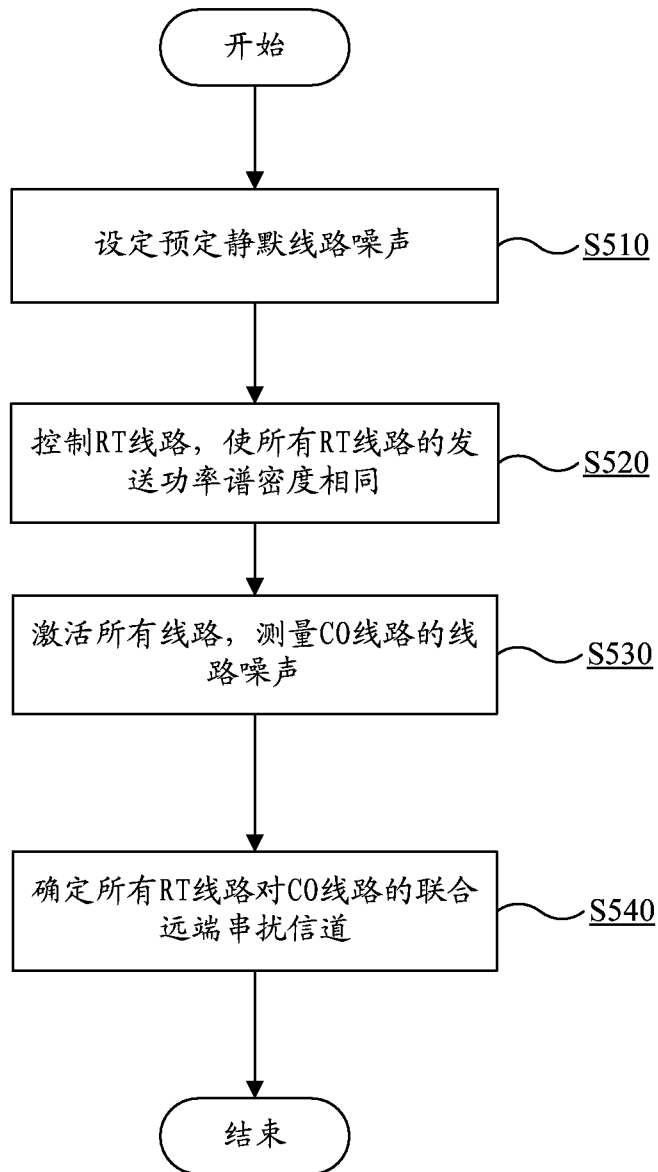 开始
设定预定静默线路噪声
S510
控制RT线路，使所有RT线路的发
送功率谱密度相同
S520
激活所有线路，测量CO线路的线
路噪声
S530
确定所有RT线路对CO线路的联合
远端串扰信道
S540
结束